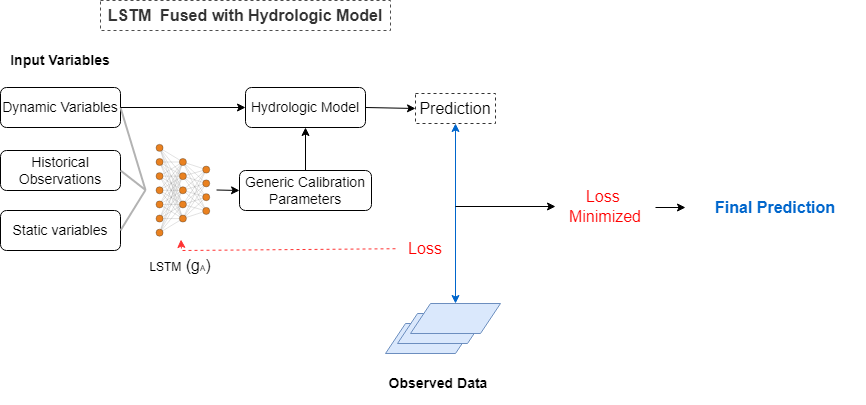 LSTM Fused with Hydrologic Model
Input Variables
Dynamic Variables
Hydrologic Model
Prediction
Historical
Observations
Generic Calibration
Parameters
Loss
Minimized
Final Prediction
Static variables
Loss
LSTM (gA)
Observed Data